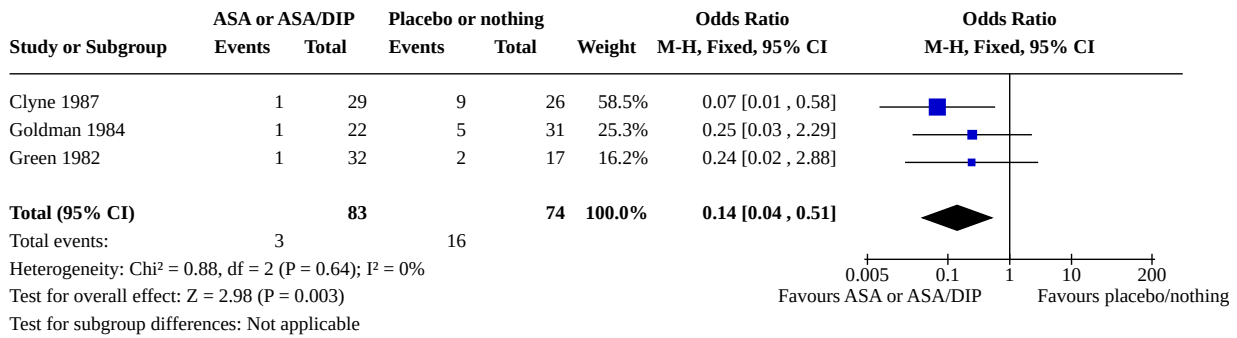 ASA or ASA/DIP Placebo or nothing Odds Ratio Odds Ratio
Study or Subgroup Events Total Events Total Weight M-H, Fixed, 95% CI M-H, Fixed, 95% CI
Clyne 1987 1 29 9 26 58.5% 0.07 [0.01 , 0.58]
Goldman 1984 1 22 5 31 25.3% 0.25 [0.03 , 2.29]
Green 1982 1 32 2 17 16.2% 0.24 [0.02 , 2.88]
Total (95% CI) 83 74 100.0% 0.14 [0.04 , 0.51]
Total events: 3 16
Heterogeneity: Chi² = 0.88, df = 2 (P = 0.64); I² = 0% 0.005 0.1 1 10 200
Test for overall effect: Z = 2.98 (P = 0.003) Favours ASA or ASA/DIP Favours placebo/nothing
Test for subgroup differences: Not applicable